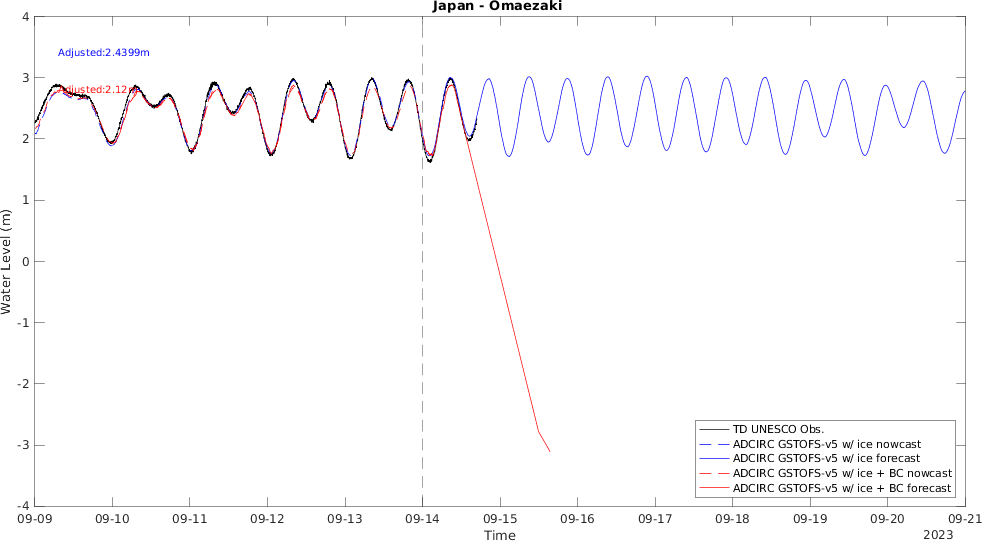 Japan - Omaezaki
Adjusted:2.4399m
Water Level (m)
4
3
2
1
0
-1
-2
-3
-4
TD UNESCO Obs.
ADCIRC GSTOFS-v5 w/ ice nowcast
ADCIRC GSTOFS-v5 w/ ice forecast
ADCIRC GSTOFS-v5 w/ ice + BC nowcast
ADCIRC GSTOFS-v5 w/ ice + BC forecast
09-09 09-10 09-11 09-12 09-13 09-14 09-15 09-16 09-17 09-18 09-19 09-20 09-21
Time
2023